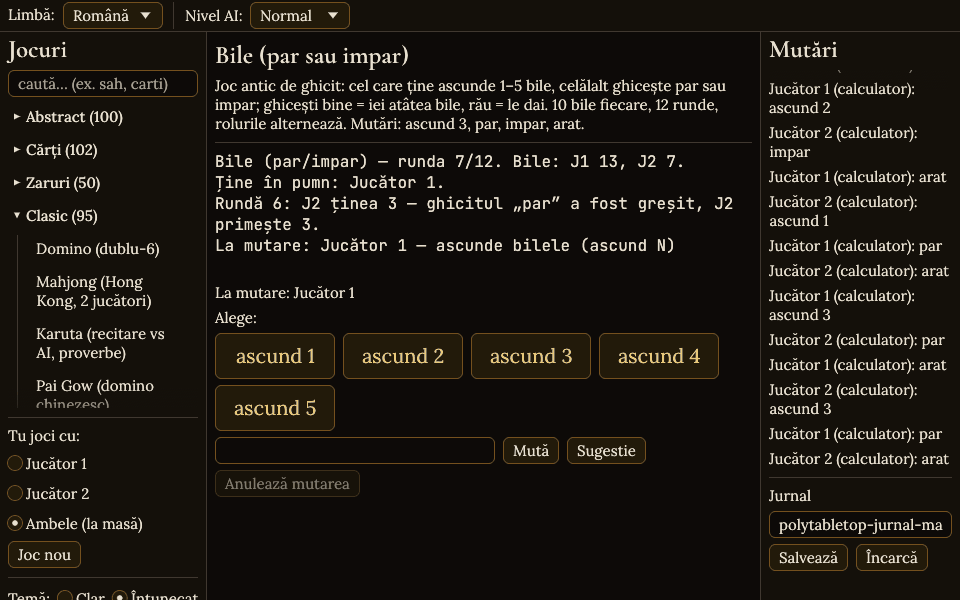 Limbă:
Română
Nivel AI:
Normal
Jocuri
caută... (ex. sah, carti)
Abstract (100)
Cărți (102)
Zaruri (50)
Clasic (95)
Domino (dublu-6)
Mahjong (Hong
Kong, 2 jucători)
Karuta (recitare vs
AI, proverbe)
Pai Gow (domino
chinezesc)
Tu joci cu:
Jucător 1
Jucător 2
Ambele (la masă)
Joc nou
Temă: Clar Întunecat
Bile (par sau impar)
Joc antic de ghicit: cel care ține ascunde 1–5 bile, celălalt ghicește par sau
impar; ghicești bine = iei atâtea bile, rău = le dai. 10 bile fiecare, 12 runde,
rolurile alternează. Mutări: ascund 3, par, impar, arat.
Bile (par/impar) — runda 7/12. Bile: J1 13, J2 7.
Ține în pumn: Jucător 1.
Rundă 6: J2 ținea 3 — ghicitul „par” a fost greșit, J2
primește 3.
La mutare: Jucător 1 — ascunde bilele (ascund N)
La mutare: Jucător 1
Alege:
ascund 1
ascund 2
ascund 3
ascund 4
ascund 5
Mută
Sugestie
Anulează mutarea
Mutări
Jucător 1 (calculator):
ascund 2
Jucător 2 (calculator):
impar
Jucător 1 (calculator): arat
Jucător 2 (calculator):
ascund 1
Jucător 1 (calculator): par
Jucător 2 (calculator): arat
Jucător 1 (calculator):
ascund 3
Jucător 2 (calculator): par
Jucător 1 (calculator): arat
Jucător 2 (calculator):
ascund 3
Jucător 1 (calculator): par
Jucător 2 (calculator): arat
Jurnal
polytabletop-jurnal-ma
Salvează
Încarcă